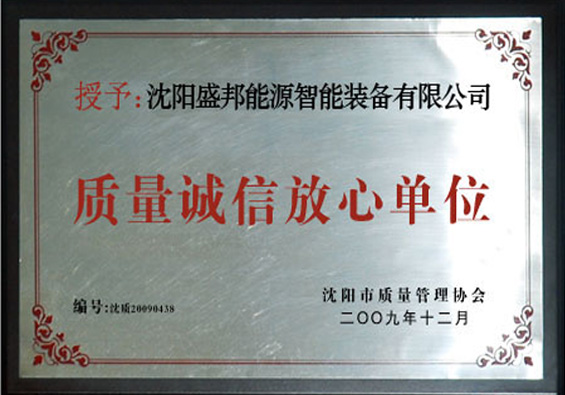 授予:沈阳盛邦能源智能装备有限公司
质量诚信放心单位
沈阳市质量管理协会
编号:沈质20090438
二〇〇九年十二月